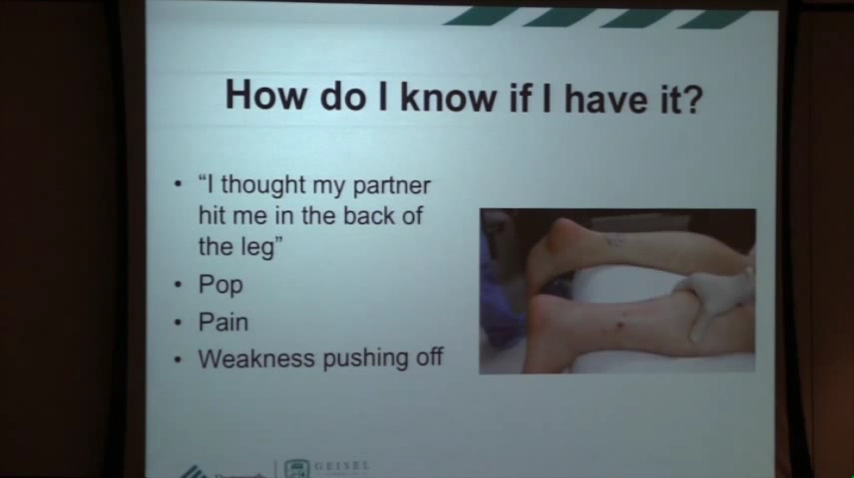 How do I know if I have it?
• “I thought my partner
hit me in the back of
the leg”
• Pop
• Pain
• Weakness pushing off
GEISEL